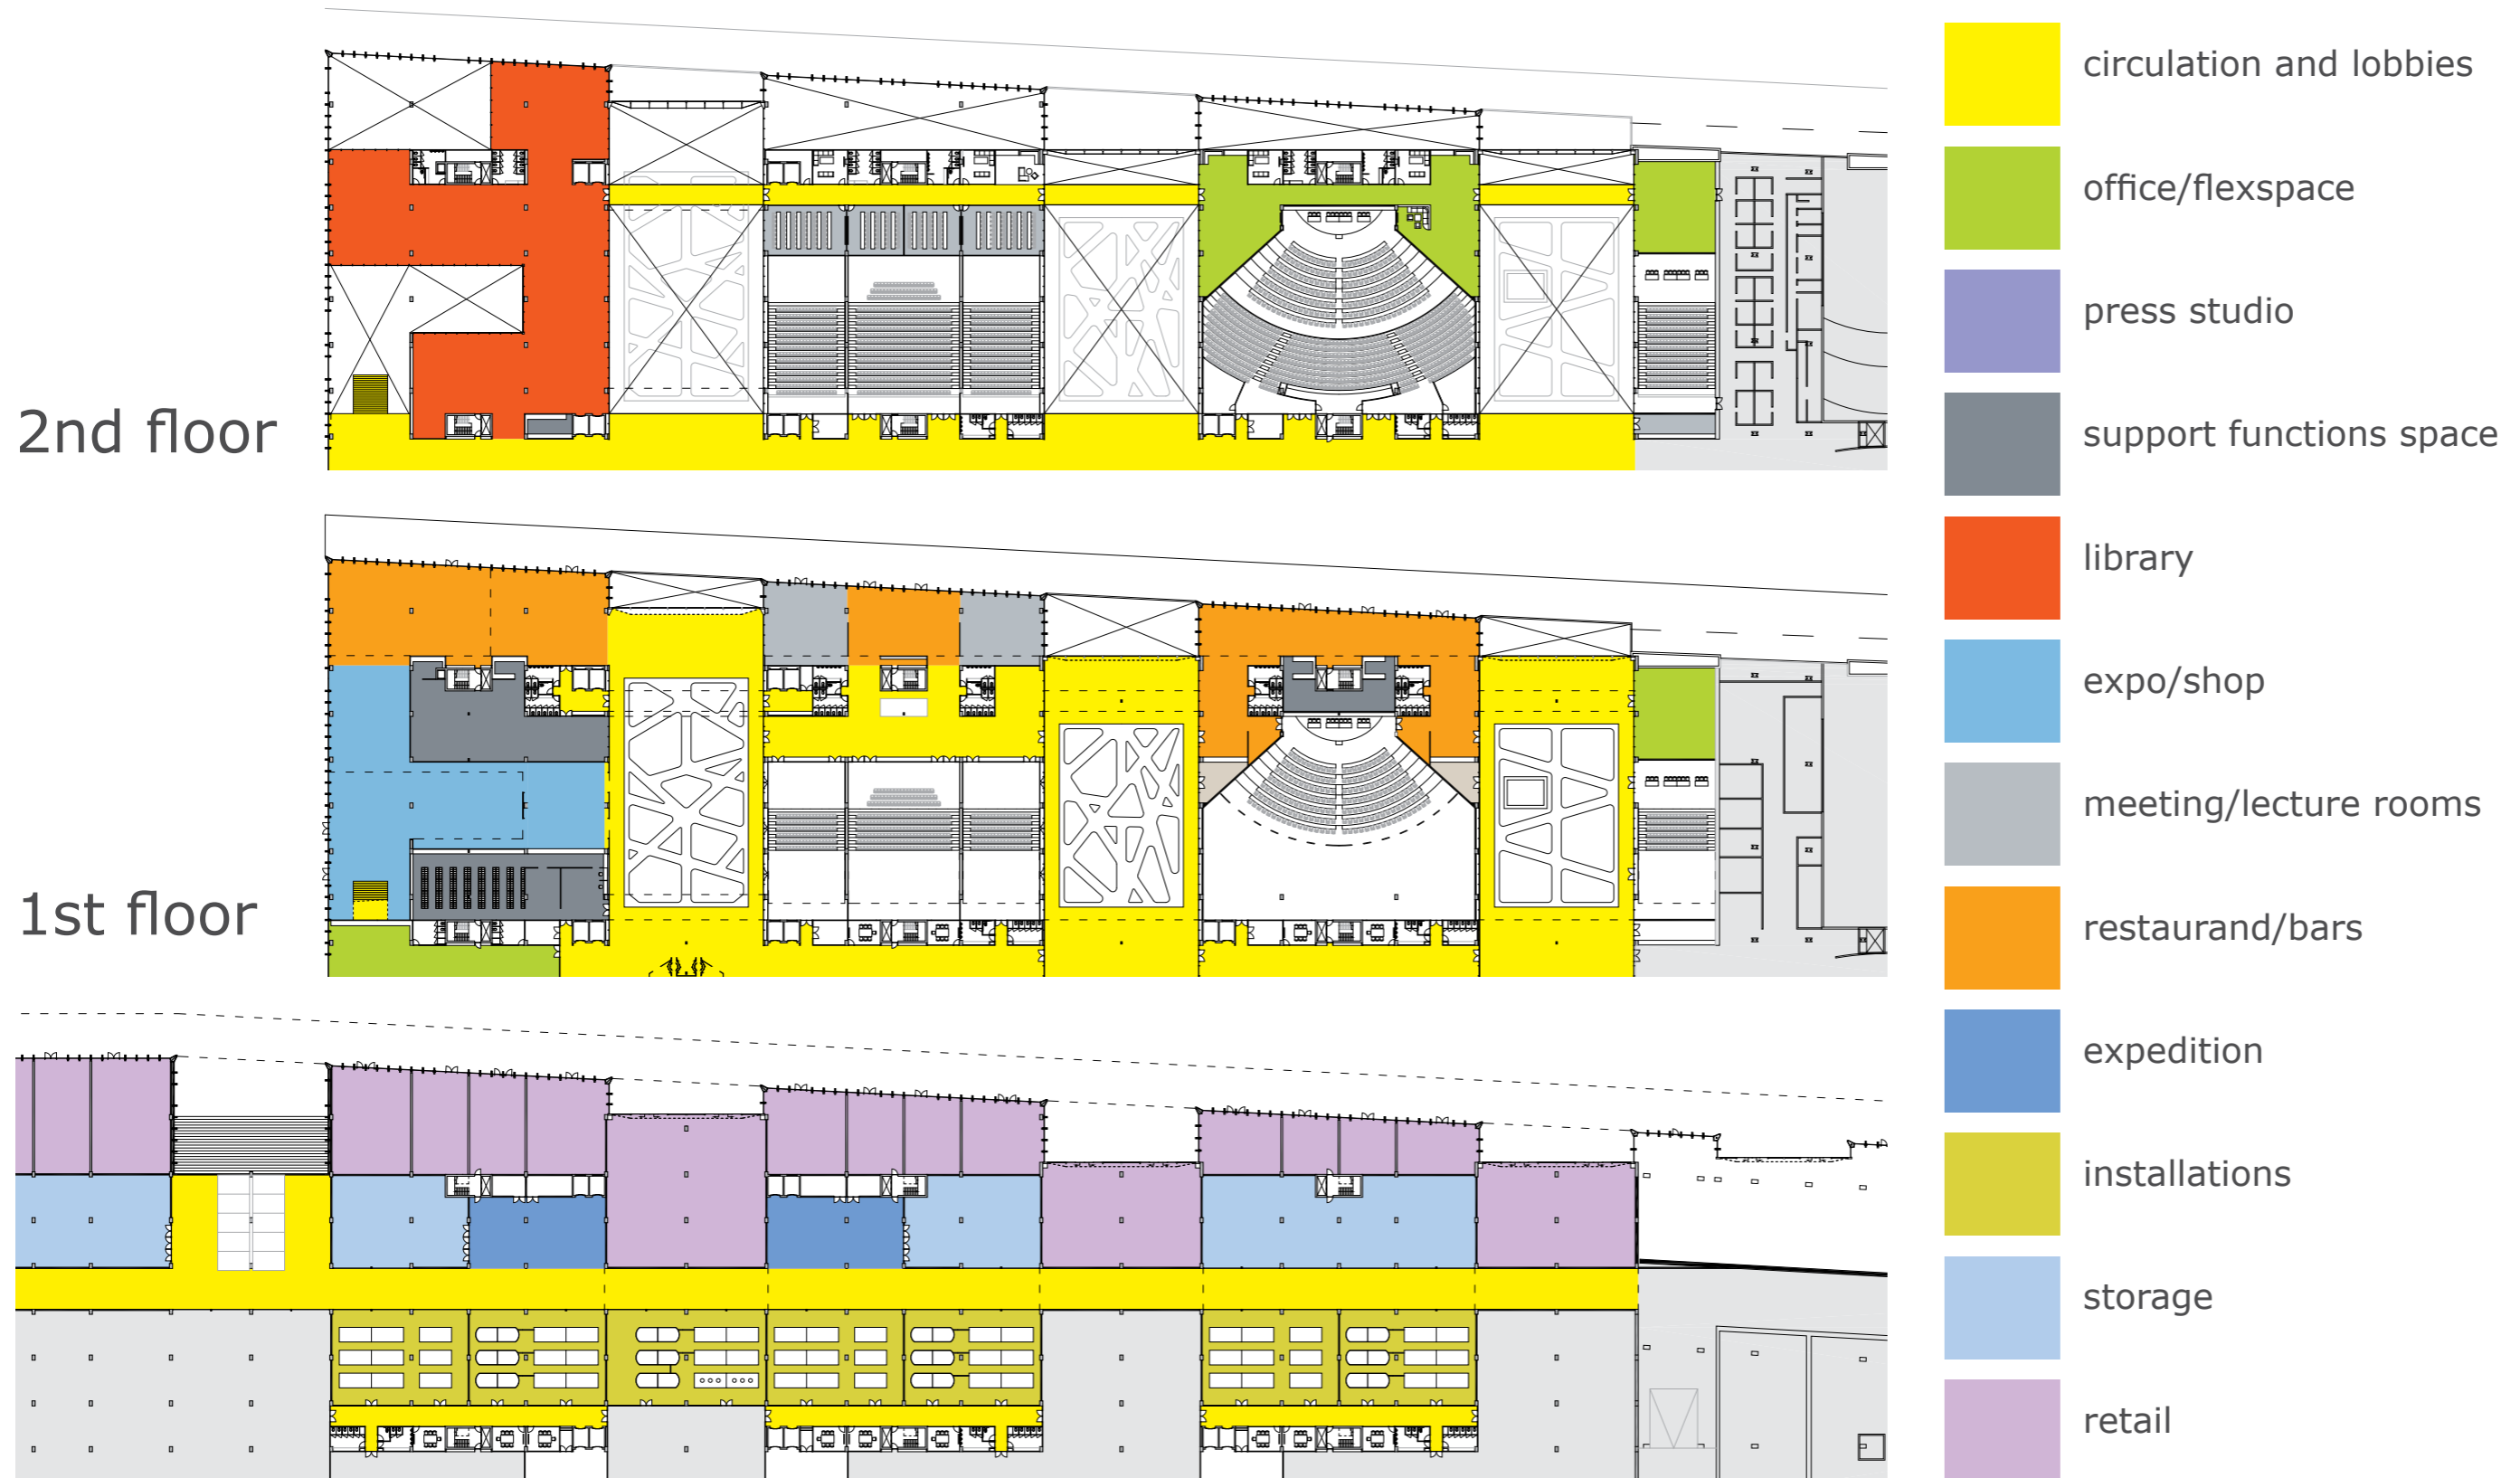 2nd floor
1st floor
circulation and lobbies
office/flexspace
press studio
support functions space
library
expo/shop
meeting/lecture rooms
restaurand/bars
expedition
installations
storage
retail